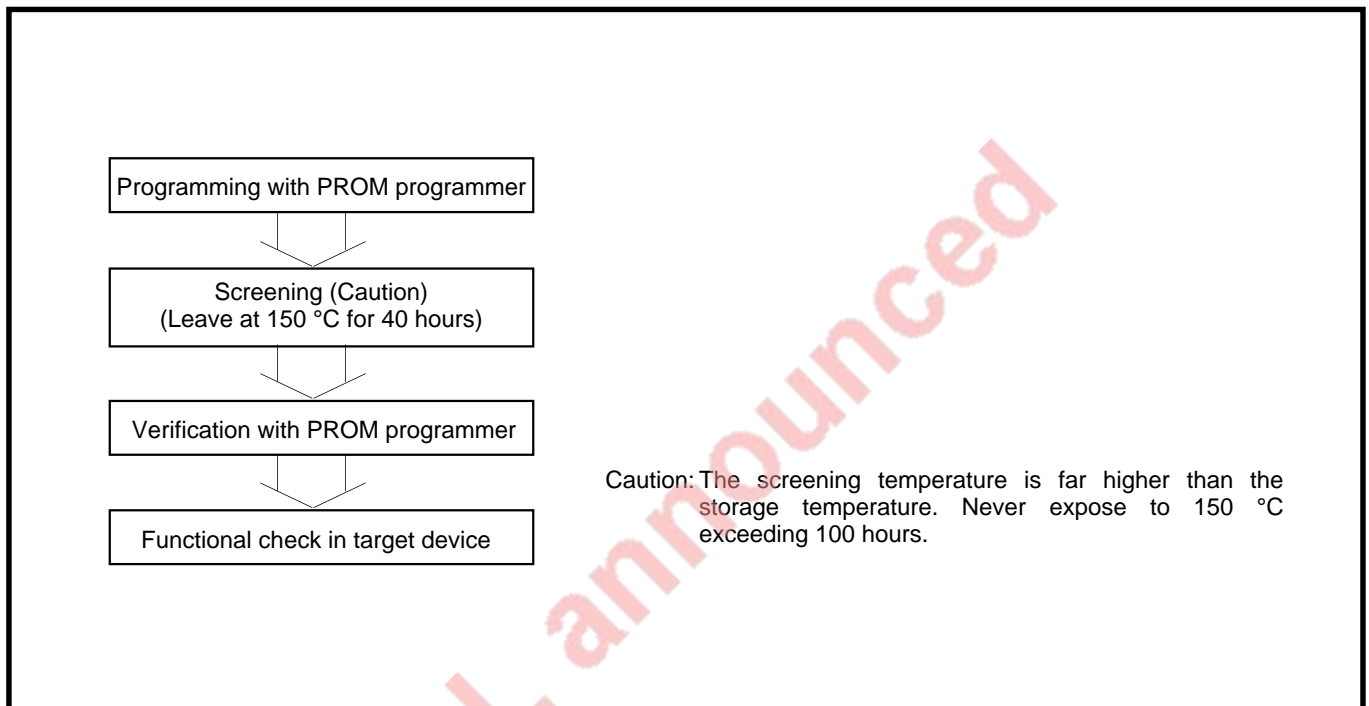 Programming with PROM programmer
Screening (Caution)
(Leave at 150 °C for 40 hours)
Verification with PROM programmer
Functional check in target device
Caution: The screening temperature is far higher than the
storage temperature. Never expose to 150 °C
exceeding 100 hours.
announced